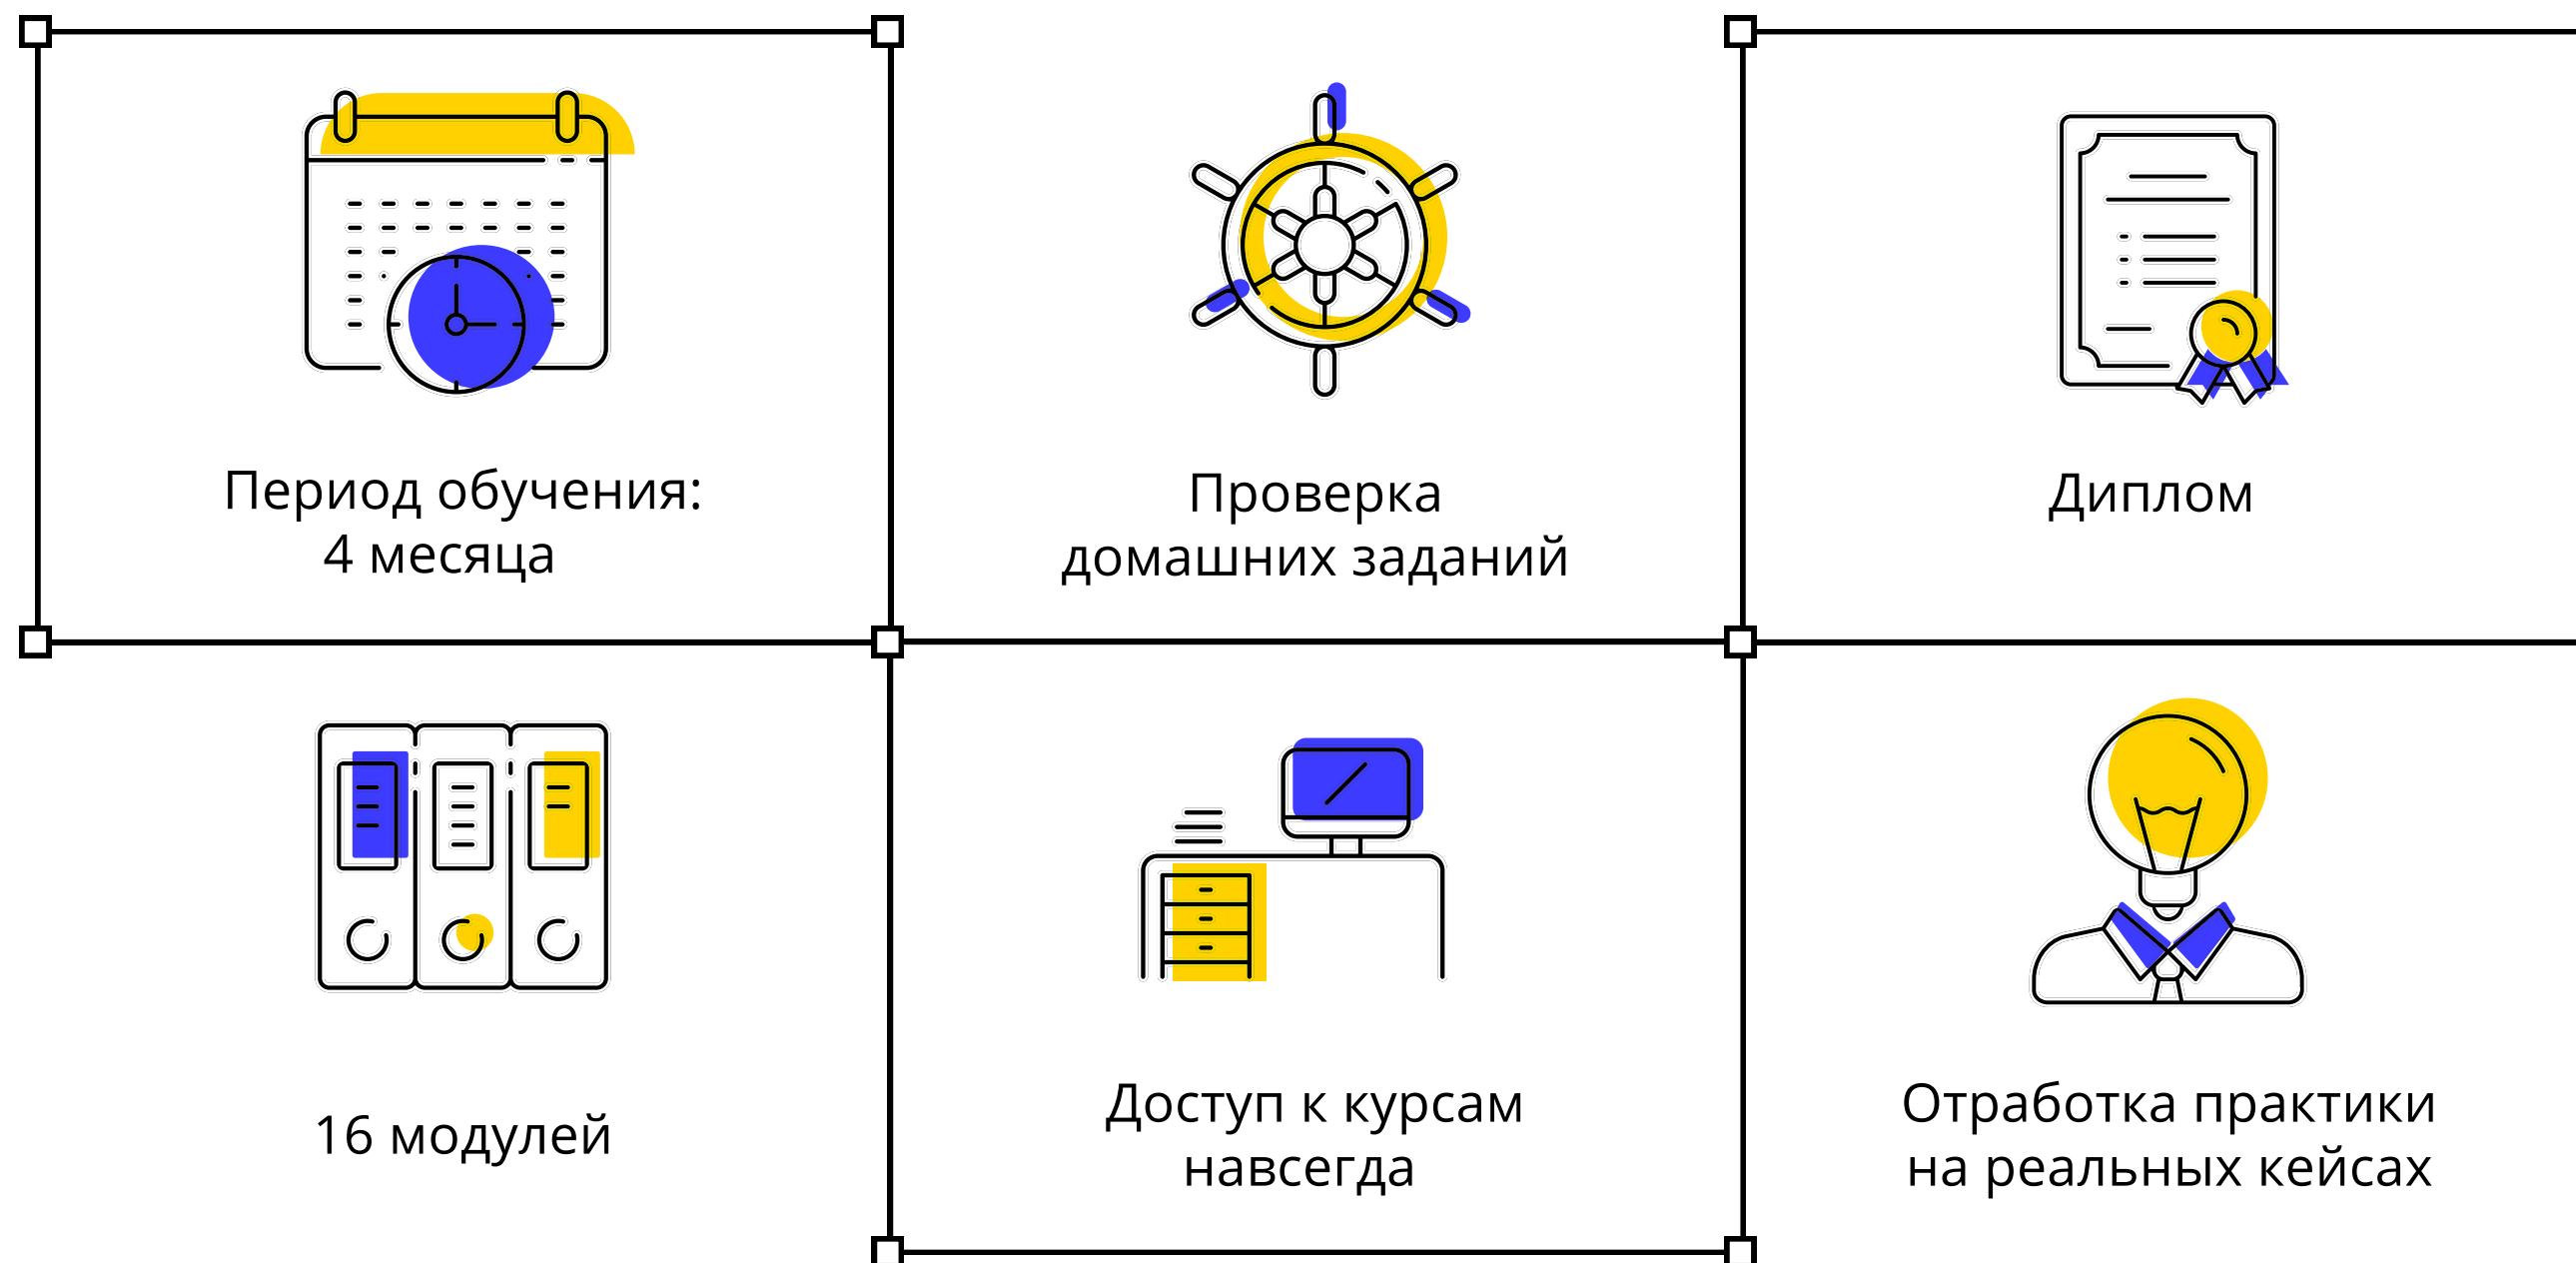 Период обучения:
4 месяца
Проверка
домашних заданий
Диплом
16 модулей
Доступ к курсам
навсегда
Отработка практики
на реальных кейсах